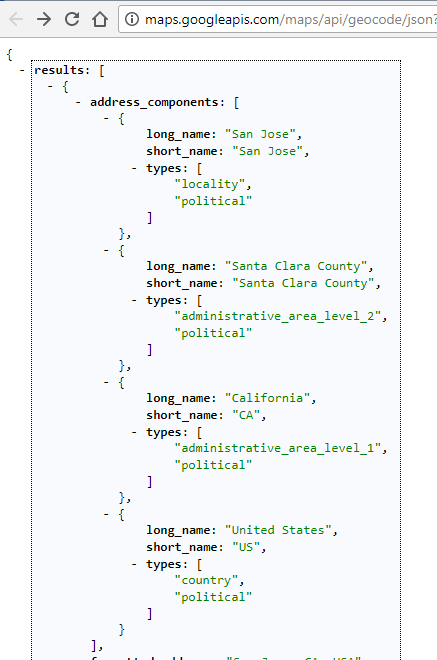 maps.googleapis.com/maps/api/geocode/json?
{
- results: [
- {
- address_components: [
- {
long_name: "San Jose",
short_name: "San Jose",
- types: [
"locality",
"political"
]
},
- {
long_name: "Santa Clara County",
short_name: "Santa Clara County",
- types: [
"administrative_area_level_2",
"political"
]
},
- {
long_name: "California",
short_name: "CA",
- types: [
"administrative_area_level_1",
"political"
]
},
- {
long_name: "United States",
short_name: "US",
- types: [
"country",
"political"
]
}
],